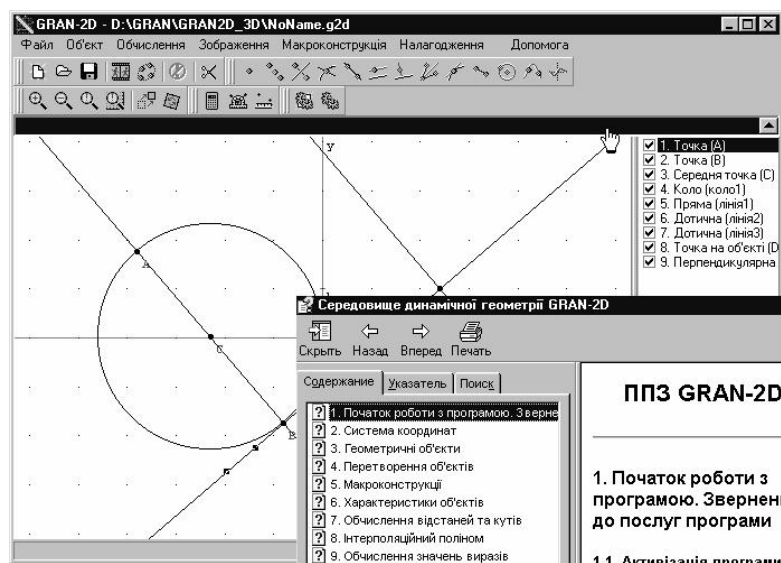 GRAN-2D - D:\GRAN\GRAN2D_3D\NoName.g2d
Файл Об'єкт Обчислення Зображення Макроконструкція Налагодження Допомога
y
A
C
B
1. Точка (A)
2. Точка (B)
3. Середня точка (C)
4. Коло (коло1)
5. Пряма (лінія1)
6. Дотична (лінія2)
7. Дотична (лінія3)
8. Точка на об'єкті (D
9. Перпендикулярна
Середовище динамічної геометрії GRAN-2D
Скрыть Назад Вперед Печать
Содержание Указатель Поиск
1. Початок роботи з програмою. Зверне
2. Система координат
3. Геометричні об'єкти
4. Перетворення об'єктів
5. Макроконструкції
6. Характеристики об'єктів
7. Обчислення відстаней та кутів
8. Інтерполяційний поліном
9. Обчислення значень виразів
ППЗ GRAN-2D
1. Початок роботи з
програмою. Звернен
до послуг програми
1.1. Активізація програми